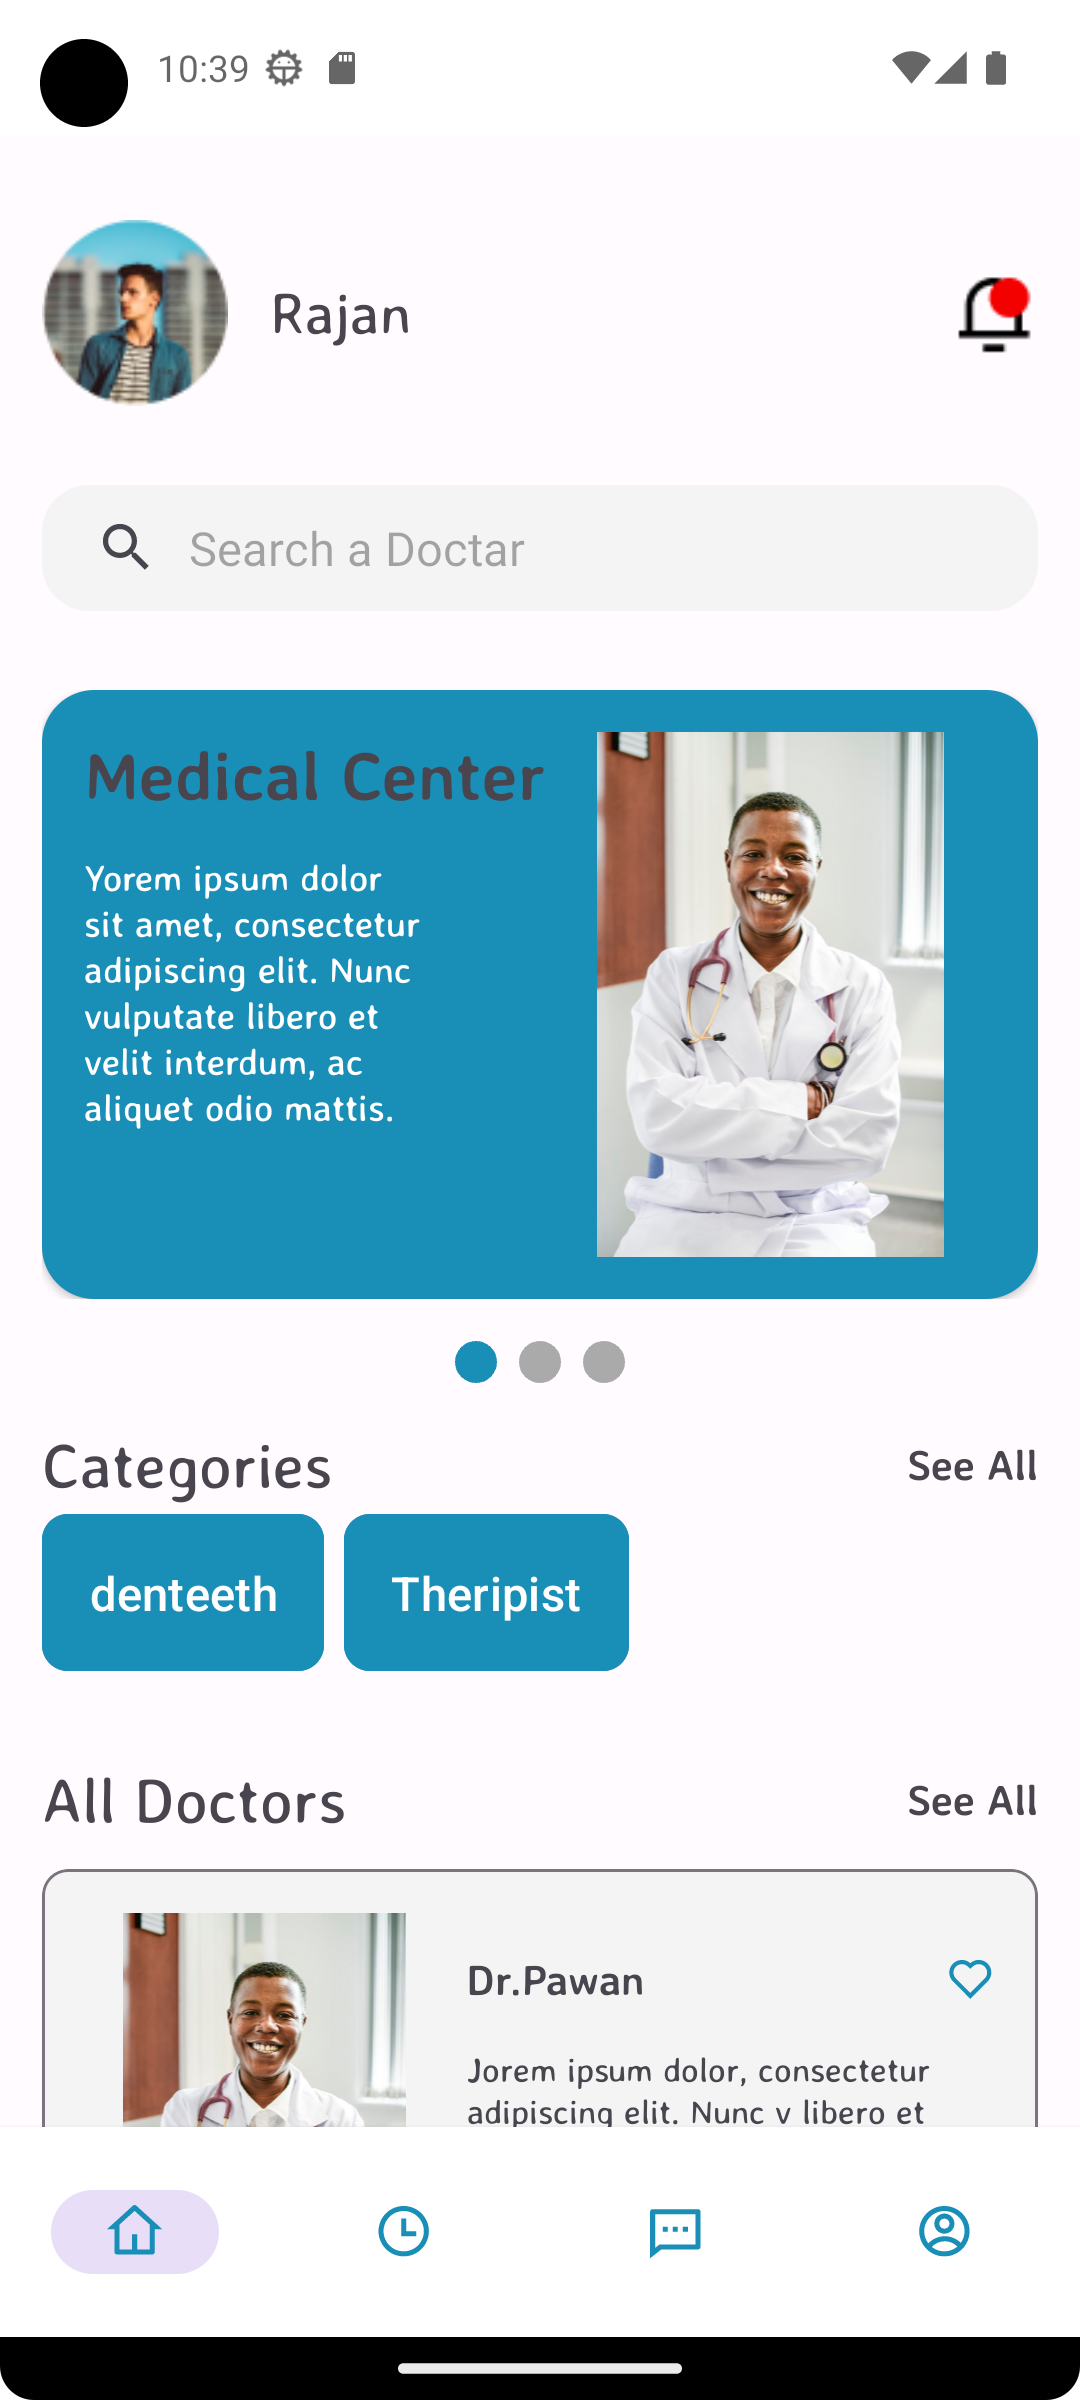 10:39
Rajan
Search a Doctar
Medical Center
Yorem ipsum dolor
sit amet, consectetur
adipiscing elit. Nunc
vulputate libero et
velit interdum, ac
aliquet odio mattis.
Categories
See All
denteeth
Theripist
All Doctors
See All
Dr.Pawan
Jorem ipsum dolor, consectetur
adipiscing elit. Nunc v libero et